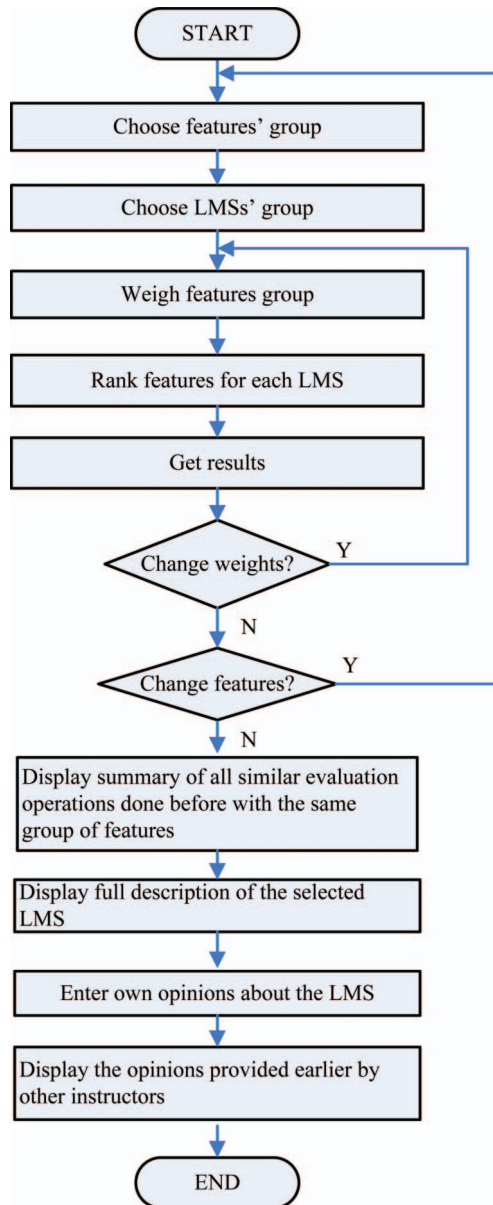 START
Choose features’ group
Choose LMSs’ group
Weigh features group
Rank features for each LMS
Get results
Change weights?
Y
N
Change features?
Y
N
Display summary of all similar evaluation
operations done before with the same
group of features
Display full description of the selected
LMS
Enter own opinions about the LMS
Display the opinions provided earlier by
other instructors
END